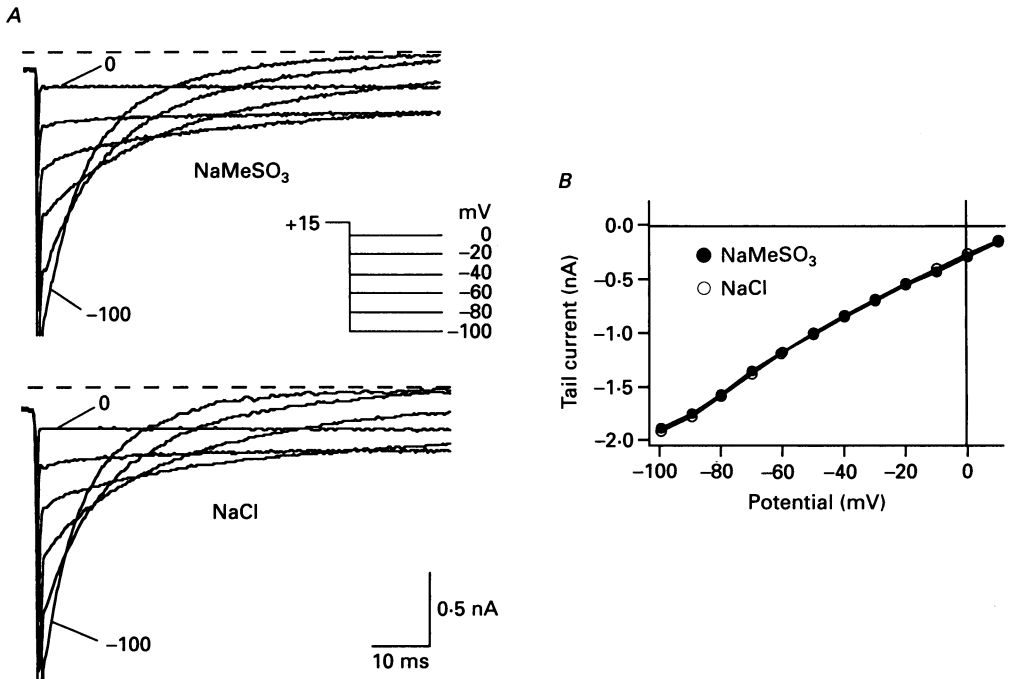 A
0
NaMeSO3
mV
+15
0
–20
–40
–60
–80
–100
–100
0
NaCl
–100
0·5 nA
10 ms
B
0·0
–0·5
–1·0
–1·5
–2·0
Tail current (nA)
NaMeSO3
NaCl
–100
–80
–60
–40
–20
0
Potential (mV)